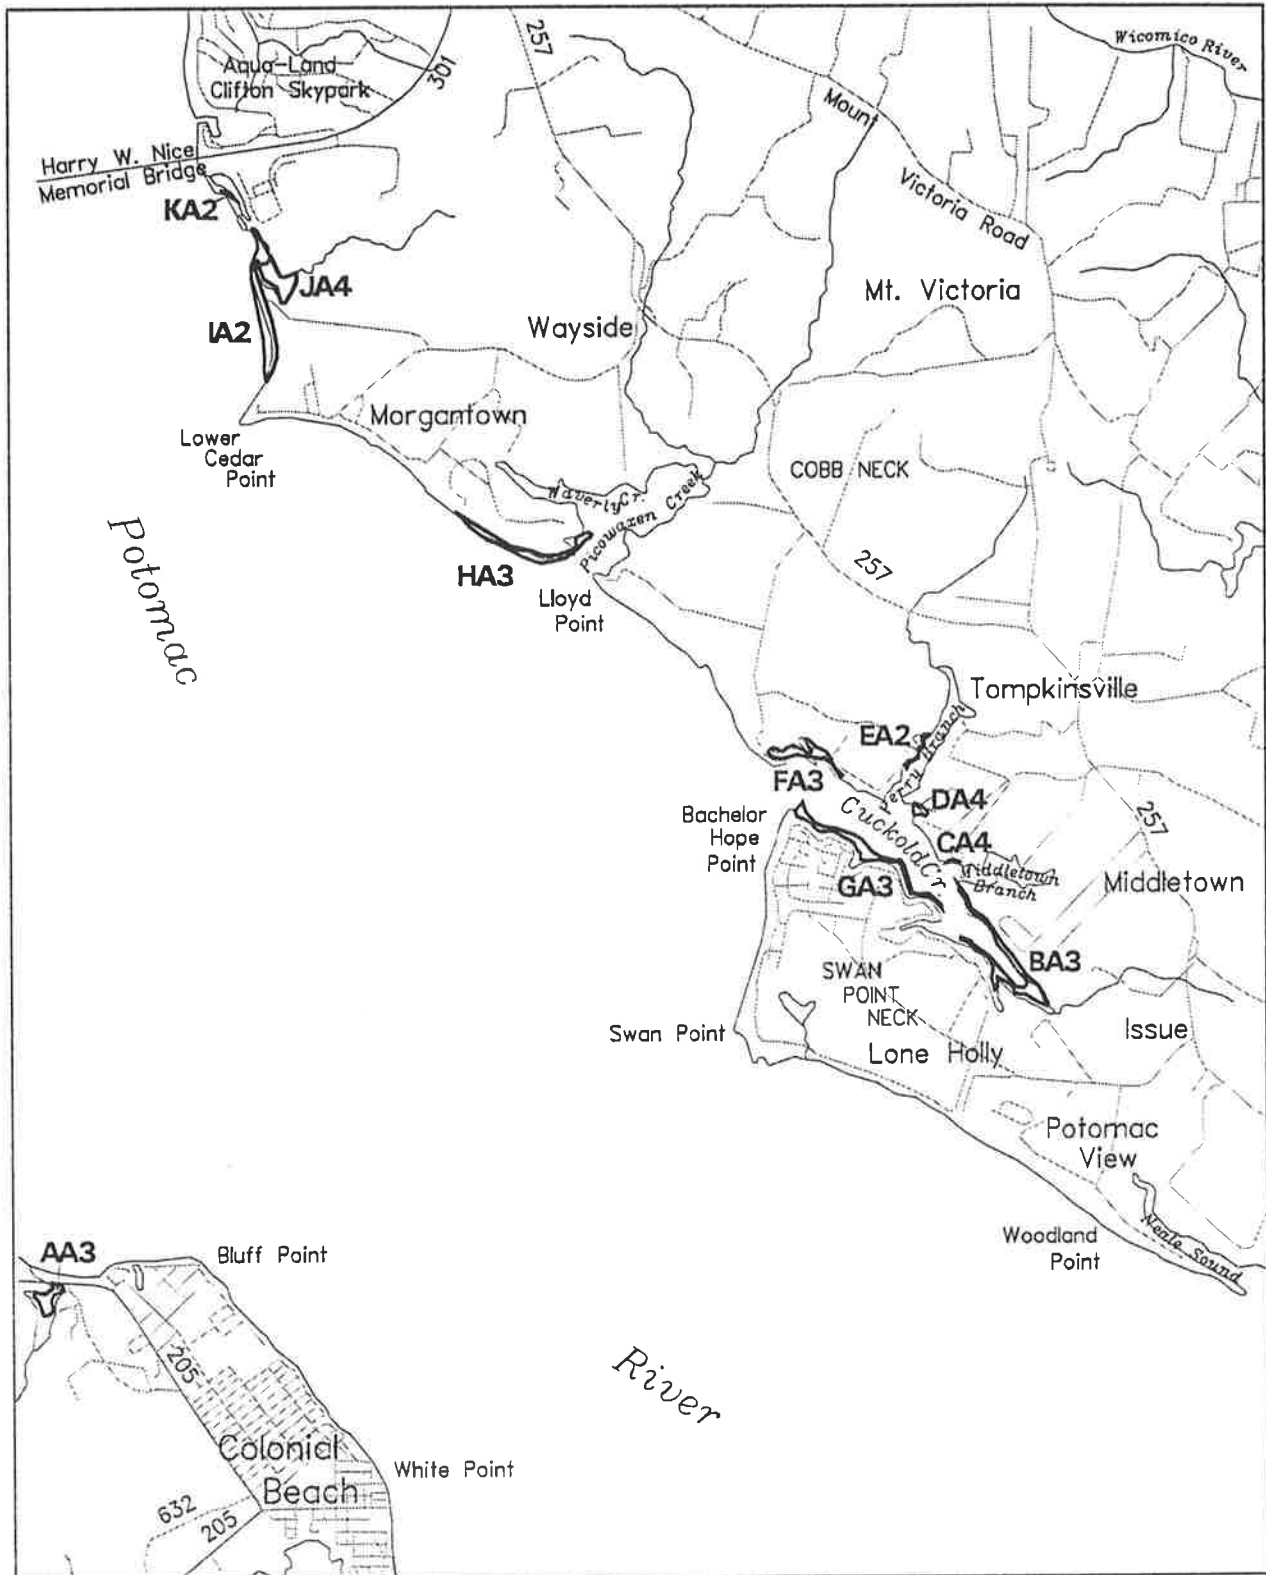 257
Wicomico River
Aqua-Land
Clifton Skypark
301
Mount
Victoria Road
Harry W. Nice
Memorial Bridge
KA2
JA4
Mt. Victoria
IA2
Wayside
Morgantown
Lower
Cedar
Point
COBB NECK
Waverly Cr.
Picowaxen Creek
Potomac
HA3
257
Lloyd
Point
Tompkinsville
EA2
Perry Branch
FA3
DA4
Bachelor
Hope
Point
Cuckold Cr.
257
CA4
Middletown
Branch
GA3
Middletown
BA3
SWAN
POINT
NECK
Swan Point
Lone Holly
Issue
Potomac
View
Woodland
Point
Neale Sound
AA3
Bluff Point
205
River
Colonial
Beach
White Point
632
205